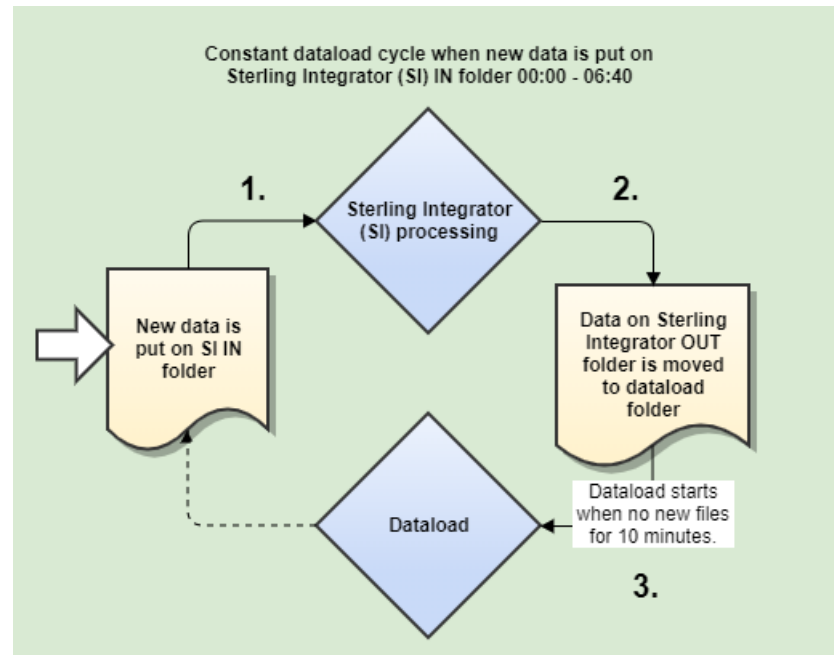 Constant dataload cycle when new data is put on
Sterling Integrator (SI) IN folder 00:00 - 06:40
1.
2.
Sterling Integrator
(SI) processing
New data is
put on SI IN
folder
Data on Sterling
Integrator OUT
folder is moved
to dataload
folder
Dataload starts
when no new files
for 10 minutes.
Dataload
3.